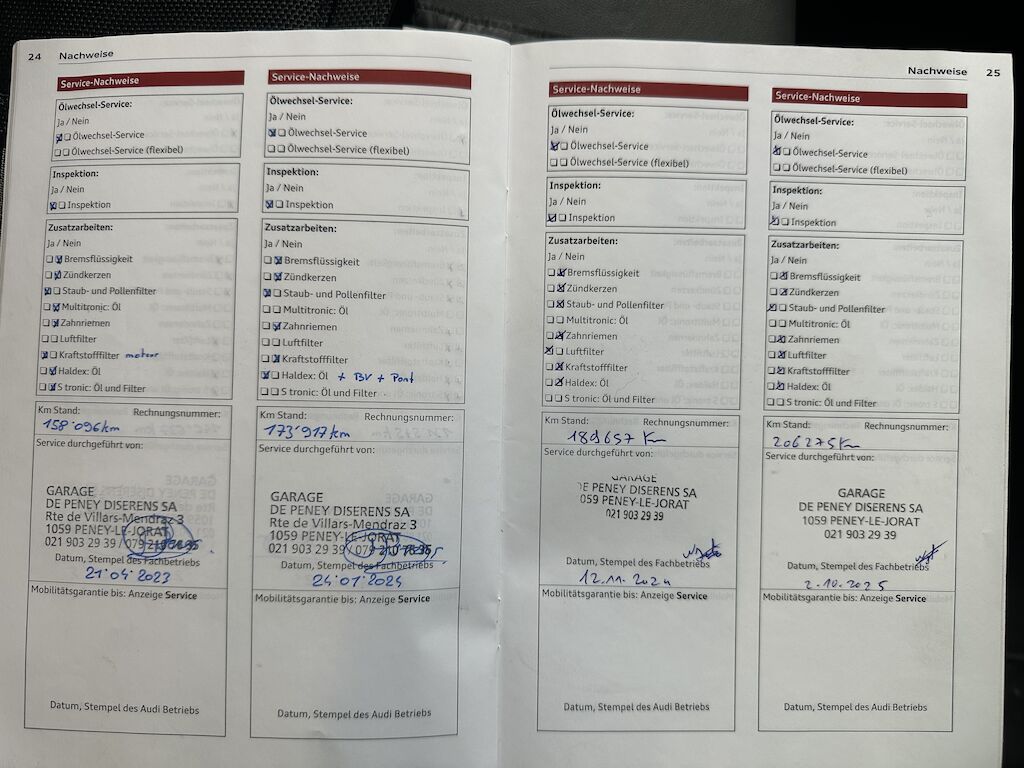 24 Nachweise
Service-Nachweise
Ölwechsel-Service:
Ja / Nein
Ölwechsel-Service
Ölwechsel-Service (flexibel)
Inspektion:
Ja / Nein
Inspektion
Zusatzarbeiten:
Ja / Nein
Bremsflüssigkeit
Zündkerzen
Staub- und Pollenfilter
Multitronic: Öl
Zahnriemen
Luftfilter
Kraftstofffilter moteur
Haldex: Öl
S tronic: Öl und Filter
Km Stand: Rechnungsnummer:
158'096km
Service durchgeführt von:
GARAGE
DE PENEY DISERENS SA
Rte de Villars-Mendraz 3
1059 PENEY-LE-JORAT
021 903 29 39 / 079
Datum, Stempel des Fachbetriebs
21.04.2023
Mobilitätsgarantie bis: Anzeige Service
Datum, Stempel des Audi Betriebs
Service-Nachweise
Ölwechsel-Service:
Ja / Nein
Ölwechsel-Service
Ölwechsel-Service (flexibel)
Inspektion:
Ja / Nein
Inspektion
Zusatzarbeiten:
Ja / Nein
Bremsflüssigkeit
Zündkerzen
Staub- und Pollenfilter
Multitronic: Öl
Zahnriemen
Luftfilter
Kraftstofffilter
Haldex: Öl + BV + Pont
S tronic: Öl und Filter
Km Stand: Rechnungsnummer:
173'917km
Service durchgeführt von:
GARAGE
DE PENEY DISERENS SA
Rte de Villars-Mendraz 3
1059 PENEY-LE-JORAT
021 903 29 39 / 079
Datum, Stempel des Fachbetriebs
24.01.2024
Mobilitätsgarantie bis: Anzeige Service
Datum, Stempel des Audi Betriebs
Nachweise 25
Service-Nachweise
Ölwechsel-Service:
Ja / Nein
Ölwechsel-Service
Ölwechsel-Service (flexibel)
Inspektion:
Ja / Nein
Inspektion
Zusatzarbeiten:
Ja / Nein
Bremsflüssigkeit
Zündkerzen
Staub- und Pollenfilter
Multitronic: Öl
Zahnriemen
Luftfilter
Kraftstofffilter
Haldex: Öl
S tronic: Öl und Filter
Km Stand: Rechnungsnummer:
189657 Km
Service durchgeführt von:
GARAGE
DE PENEY DISERENS SA
1059 PENEY-LE-JORAT
021 903 29 39
Datum, Stempel des Fachbetriebs
12.11.2024
Mobilitätsgarantie bis: Anzeige Service
Datum, Stempel des Audi Betriebs
Service-Nachweise
Ölwechsel-Service:
Ja / Nein
Ölwechsel-Service
Ölwechsel-Service (flexibel)
Inspektion:
Ja / Nein
Inspektion
Zusatzarbeiten:
Ja / Nein
Bremsflüssigkeit
Zündkerzen
Staub- und Pollenfilter
Multitronic: Öl
Zahnriemen
Luftfilter
Kraftstofffilter
Haldex: Öl
S tronic: Öl und Filter
Km Stand: Rechnungsnummer:
206275Km
Service durchgeführt von:
GARAGE
DE PENEY DISERENS SA
1059 PENEY-LE-JORAT
021 903 29 39
Datum, Stempel des Fachbetriebs
2.10.2025
Mobilitätsgarantie bis: Anzeige Service
Datum, Stempel des Audi Betriebs